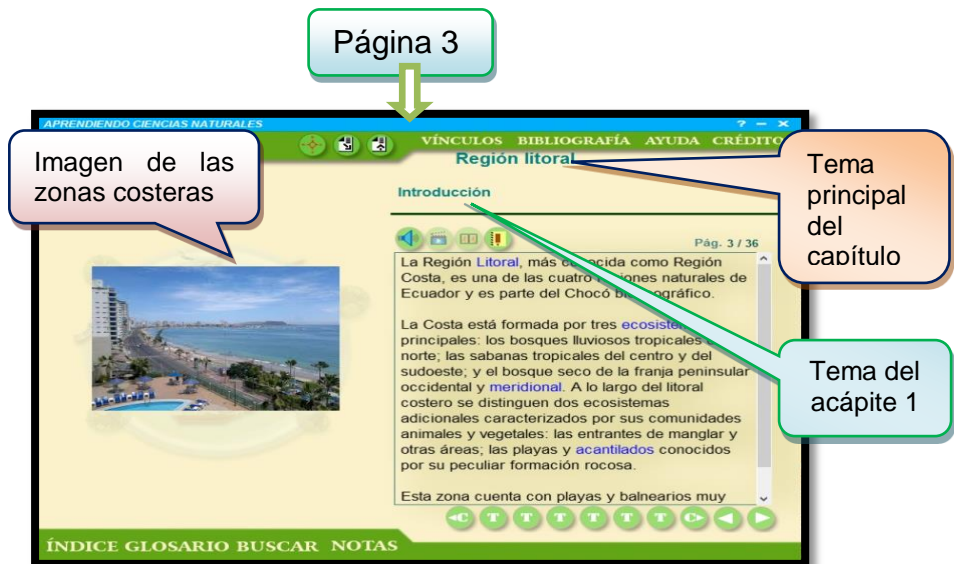 Página 3
APRENDIENDO CIENCIAS NATURALES
VÍNCULOS BIBLIOGRAFÍA AYUDA CRÉDITO
Imagen de las
zonas costeras
Región litoral
Tema
principal
del
capítulo
Introducción
Pág. 3 / 36
La Región Litoral, más conocida como Región
Costa, es una de las cuatro regiones naturales de
Ecuador y es parte del Chocó
La Costa está formada por tres
principales: los bosques lluviosos tropicales
norte; las sabanas tropicales del centro y del
sudoeste; y el bosque seco de la franja peninsular
occidental y meridional. A lo largo del litoral
costero se distinguen dos ecosistemas
adicionales caracterizados por sus comunidades
animales y vegetales: las entrantes de manglar y
otras áreas; las playas y acantilados conocidos
por su peculiar formación rocosa.
Esta zona cuenta con playas y balnearios muy
Tema del
acápite 1
C T T T T T T C
ÍNDICE GLOSARIO BUSCAR NOTAS